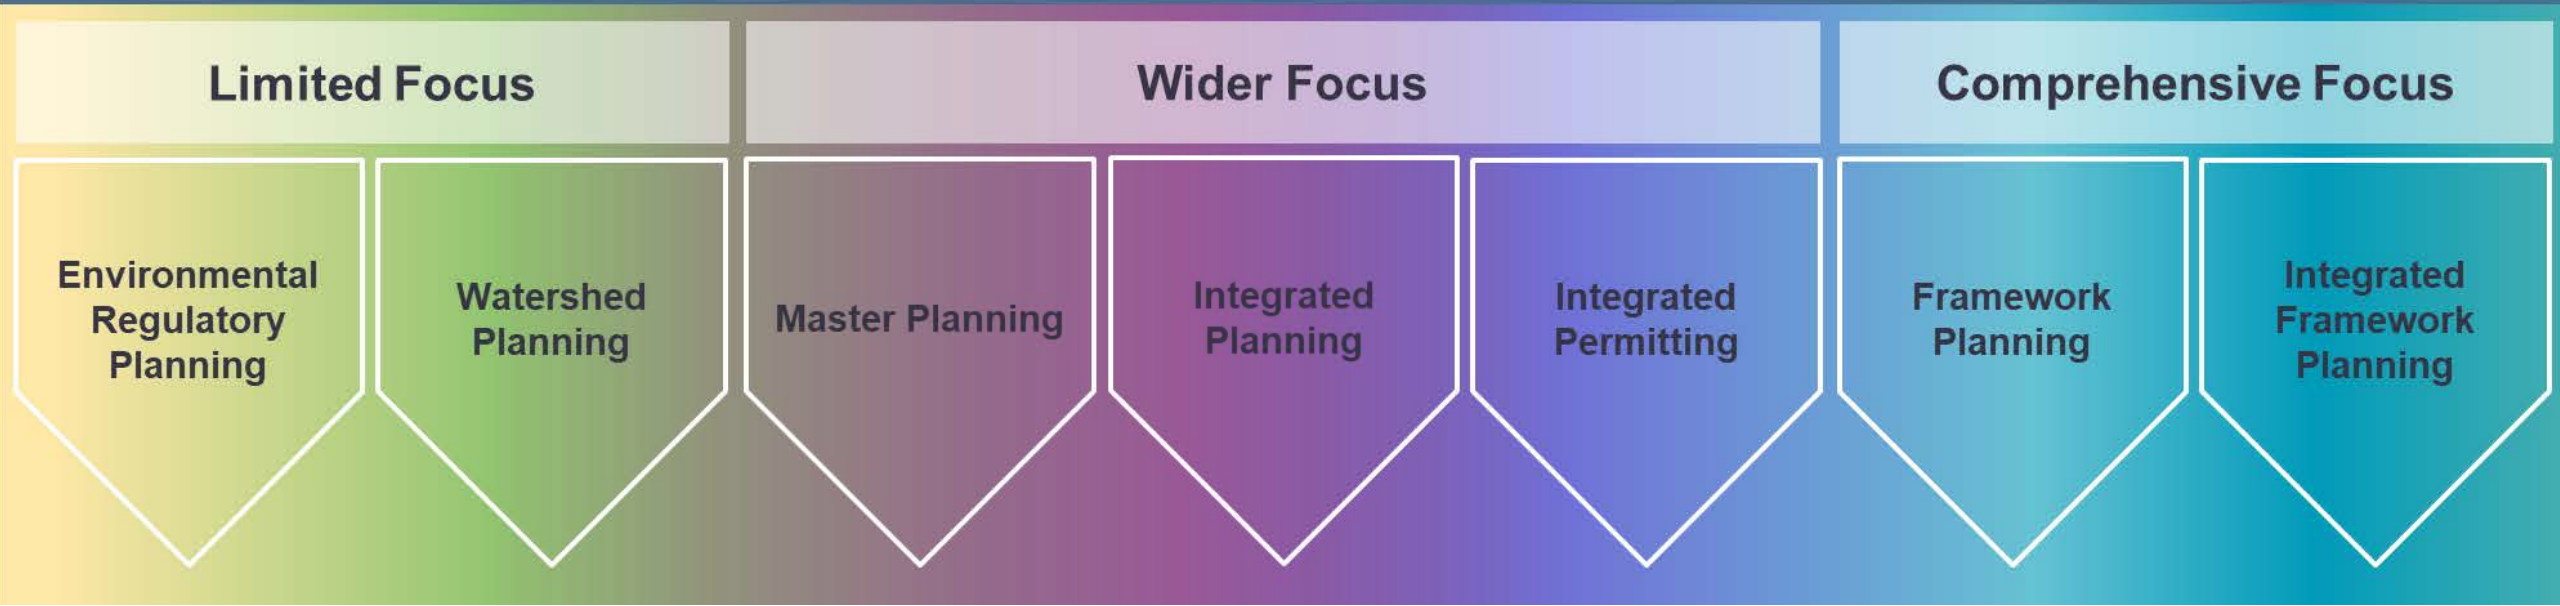 Limited Focus
Wider Focus
Comprehensive Focus
Environmental
Regulatory
Planning
Watershed
Planning
Master Planning
Integrated
Planning
Integrated
Permitting
Framework
Planning
Integrated
Framework
Planning